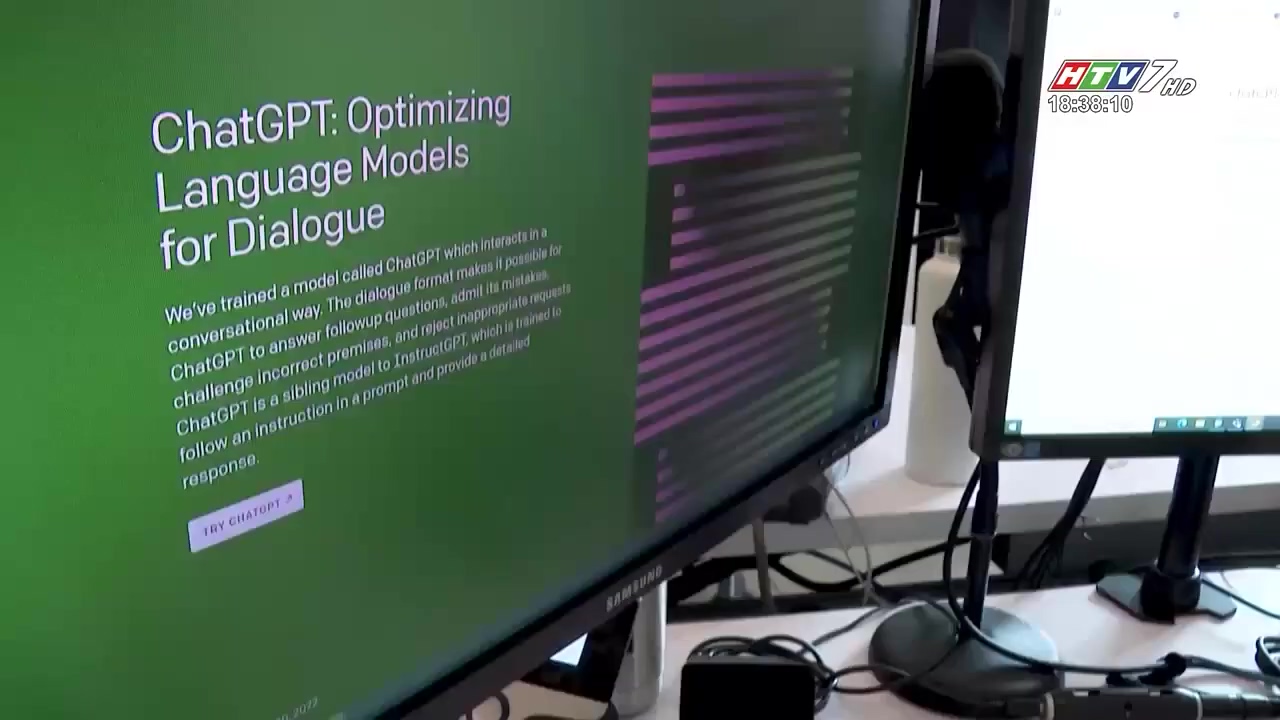 ChatGPT: Optimizing
Language Models
for Dialogue
We've trained a model called ChatGPT which interacts in a
conversational way. The dialogue format makes it possible for
ChatGPT to answer followup questions, admit its mistakes,
challenge incorrect premises, and reject inappropriate requests
ChatGPT is a sibling model to InstructGPT, which is trained to
follow an instruction in a prompt and provide a detailed
response.
TRY CHATGPT ↗
2022
SAMSUNG
HTV7 HD
18:38:10